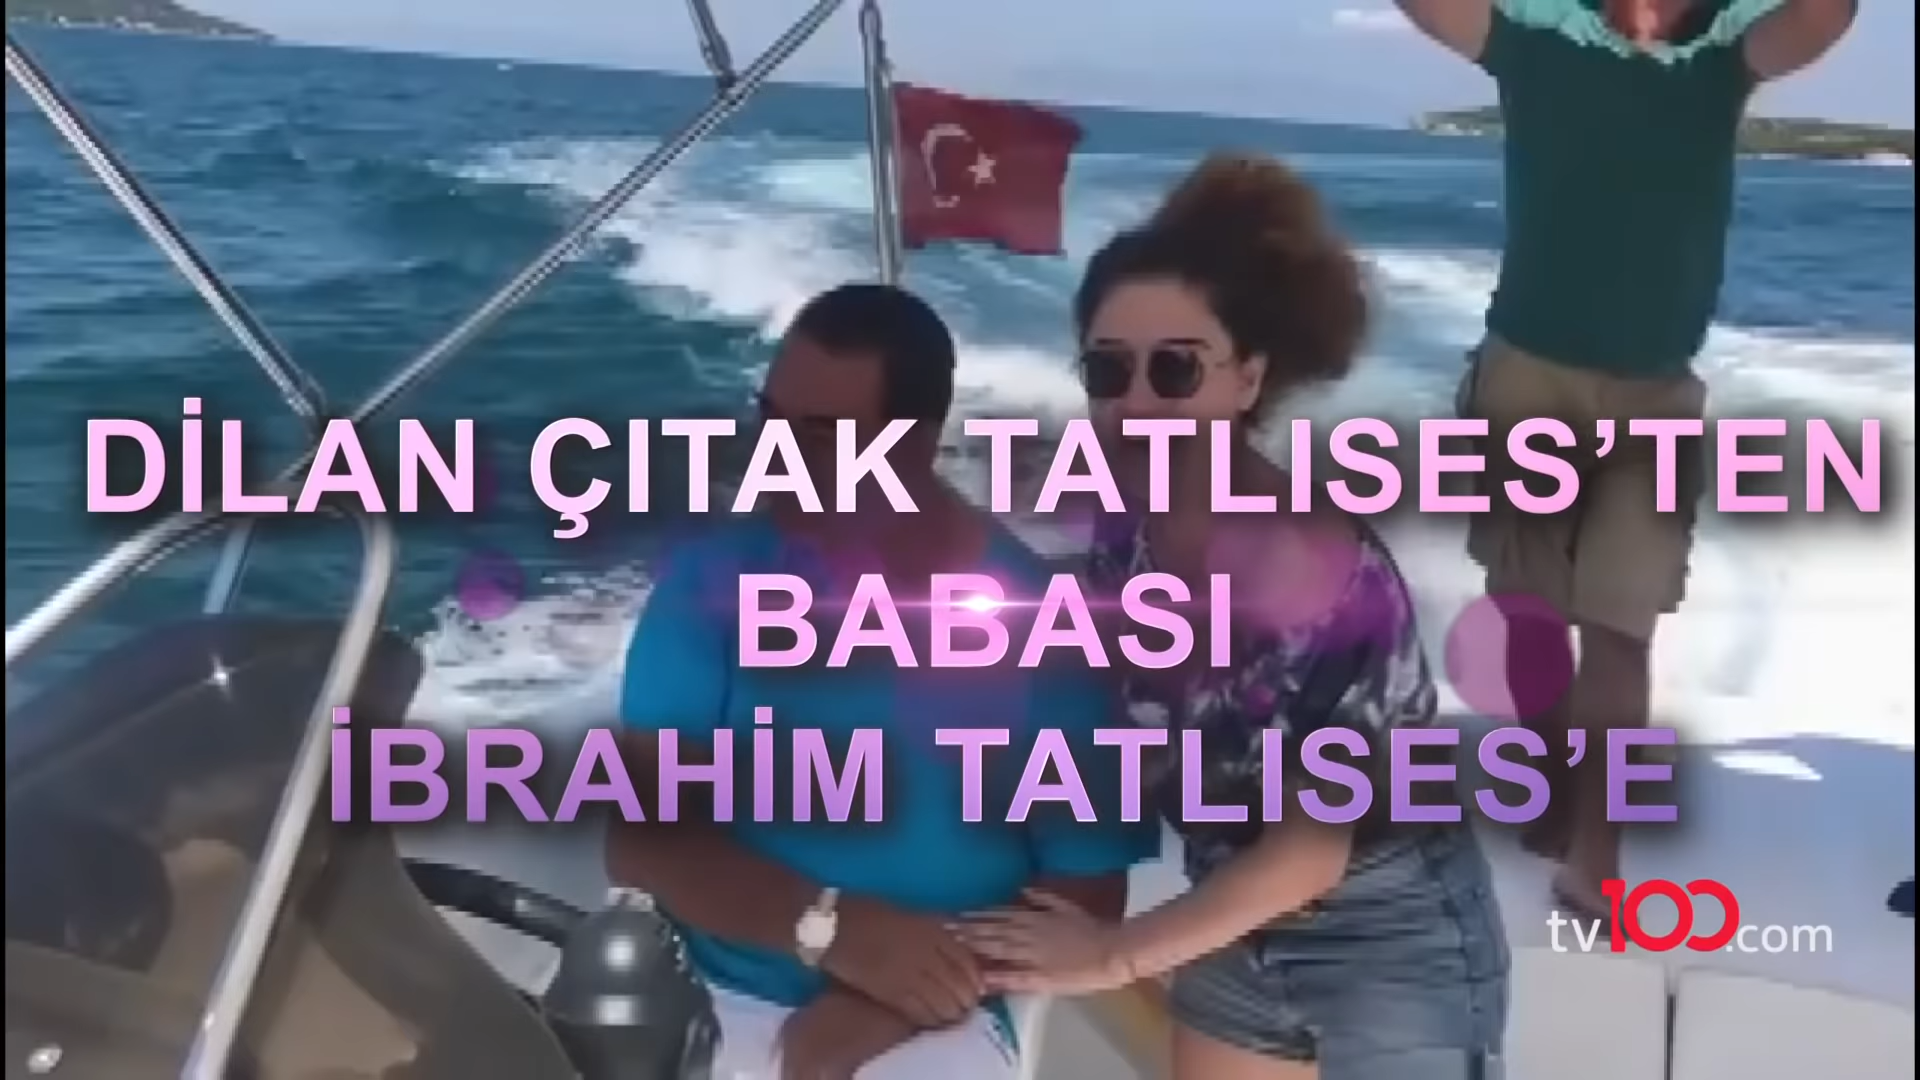 DİLAN ÇITAK TATLISES’TEN
BABASI
İBRAHİM TATLISES’E
tv100.com